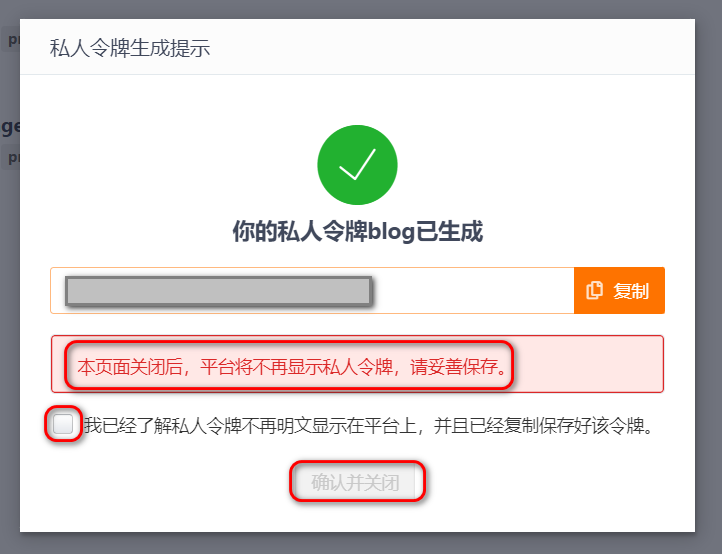 私人令牌生成提示
你的私人令牌blog已生成
复制
本页面关闭后，平台将不再显示私人令牌，请妥善保存。
我已经了解私人令牌不再明文显示在平台上，并且已经复制保存好该令牌。
确认并关闭